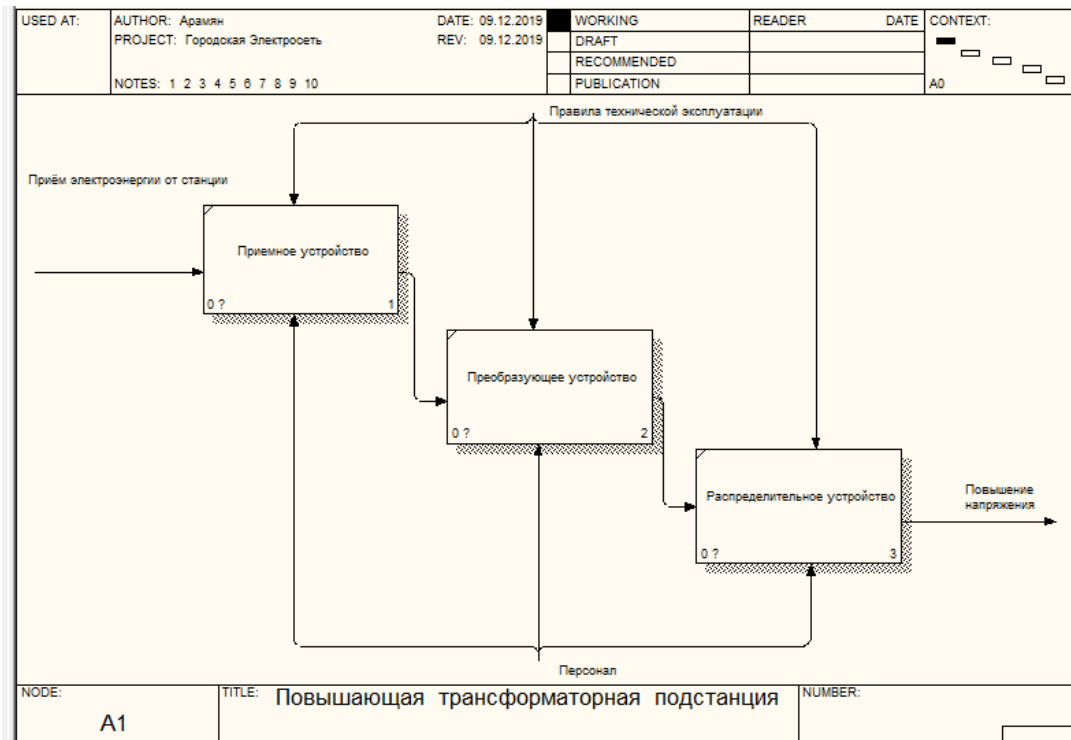 USED AT:
AUTHOR: Арамян
DATE: 09.12.2019
WORKING
READER
DATE
CONTEXT:
PROJECT: Городская Электросеть
REV: 09.12.2019
DRAFT
RECOMMENDED
NOTES: 1 2 3 4 5 6 7 8 9 10
PUBLICATION
A0
Правила технической эксплуатации
Приём электроэнергии от станции
Приемное устройство
0 ?
1
Преобразующее устройство
0 ?
2
Распределительное устройство
0 ?
3
Повышение
напряжения
Персонал
NODE:
A1
TITLE: Повышающая трансформаторная подстанция
NUMBER: